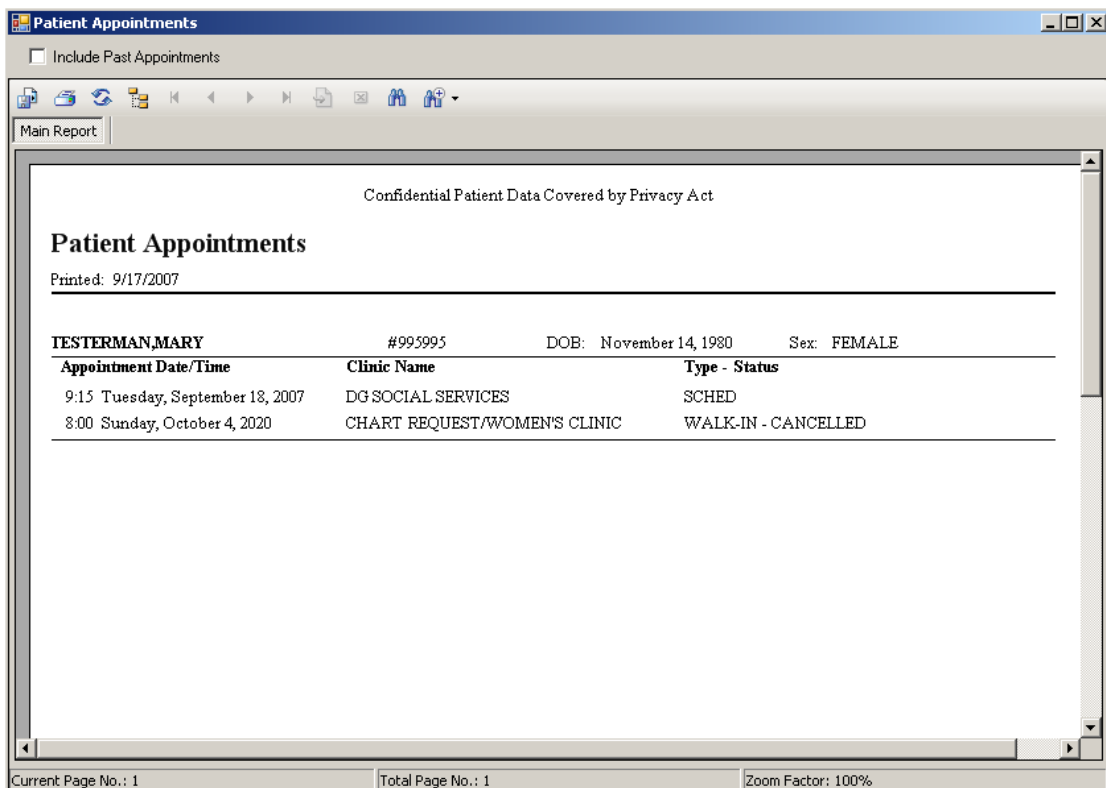 Patient Appointments
Include Past Appointments
Main Report
Confidential Patient Data Covered by Privacy Act
Patient Appointments
Printed: 9/17/2007
TESTERMAN,MARY #995995 DOB: November 14, 1980 Sex: FEMALE
Appointment Date/Time Clinic Name Type - Status
9:15 Tuesday, September 18, 2007 DG SOCIAL SERVICES SCHED
8:00 Sunday, October 4, 2020 CHART REQUEST/WOMEN'S CLINIC WALK-IN - CANCELLED
Current Page No.: 1 Total Page No.: 1 Zoom Factor: 100%